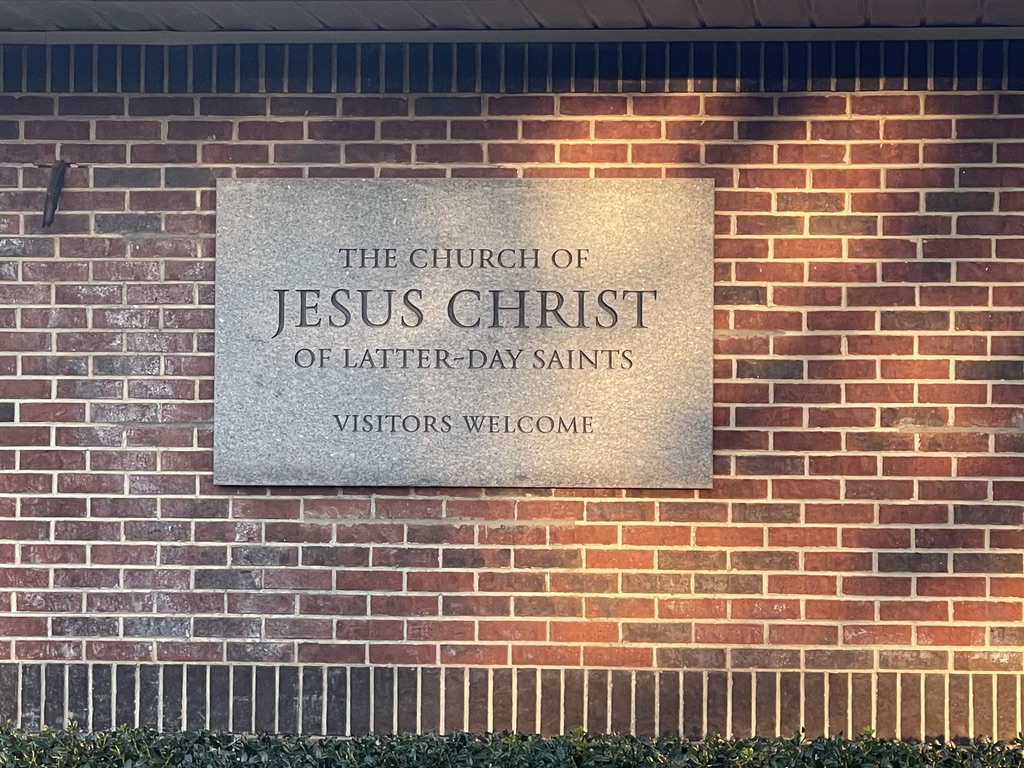 THE CHURCH OF
JESUS CHRIST
OF LATTER-DAY SAINTS
VISITORS WELCOME